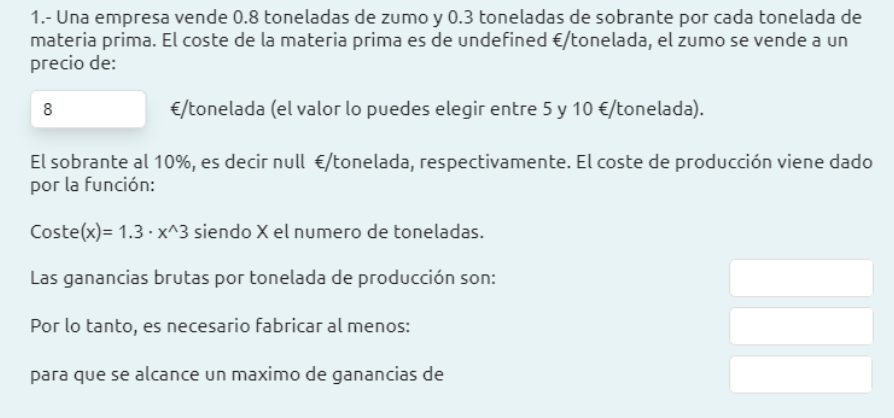 1.- Una empresa vende 0.8 toneladas de zumo y 0.3 toneladas de sobrante por cada tonelada de
materia prima. El coste de la materia prima es de undefined €/tonelada, el zumo se vende a un
precio de:
8 €/tonelada (el valor lo puedes elegir entre 5 y 10 €/tonelada).
El sobrante al 10%, es decir null €/tonelada, respectivamente. El coste de producción viene dado
por la función:
Coste(x)= 1.3 · x^3 siendo X el numero de toneladas.
Las ganancias brutas por tonelada de producción son:
Por lo tanto, es necesario fabricar al menos:
para que se alcance un maximo de ganancias de